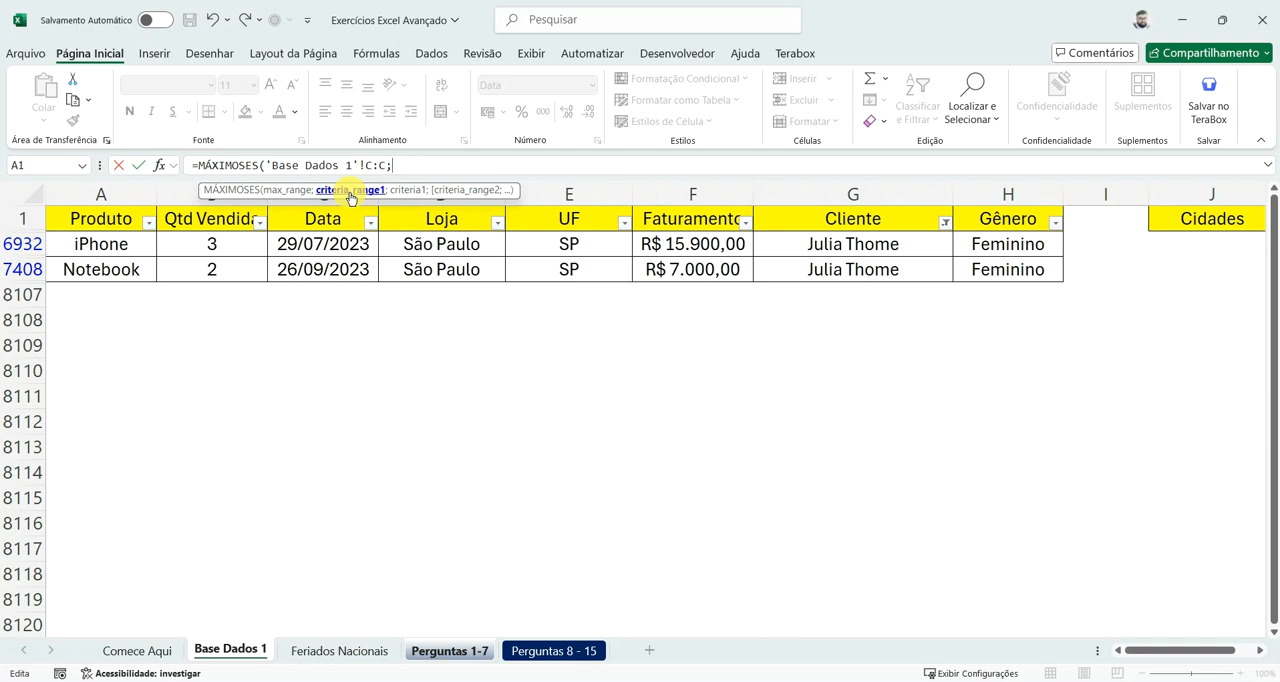 Salvamento Automático
Exercícios Excel Avançado
Pesquisar
Arquivo Página Inicial Inserir Desenhar Layout da Página Fórmulas Dados Revisão Exibir Automatizar Desenvolvedor Ajuda Terabox
Comentários Compartilhamento
Colar
11
N I S
A A
Data
% 000
Formatação Condicional
Formatar como Tabela
Estilos de Célula
Inserir
Excluir
Formatar
Classificar e Filtrar
Localizar e Selecionar
Confidencialidade
Suplementos
Salvar no TeraBox
Área de Transferência Fonte Alinhamento Número Estilos Células Edição Confidencialidade Suplementos Salvar
A1 fx =MÁXIMOSES('Base Dados 1'!C:C;
MÁXIMOSES(max_range; criteria_range1; criteria1; [criteria_range2; ...)
A E F G H I J
1 Produto Qtd Vendida Data Loja UF Faturamento Cliente Gênero Cidades
6932 iPhone 3 29/07/2023 São Paulo SP R$ 15.900,00 Julia Thome Feminino
7408 Notebook 2 26/09/2023 São Paulo SP R$ 7.000,00 Julia Thome Feminino
8107
8108
8109
8110
8111
8112
8113
8114
8115
8116
8117
8118
8119
8120
Comece Aqui Base Dados 1 Feriados Nacionais Perguntas 1-7 Perguntas 8 - 15
Edita Acessibilidade: investigar Exibir Configurações 100%